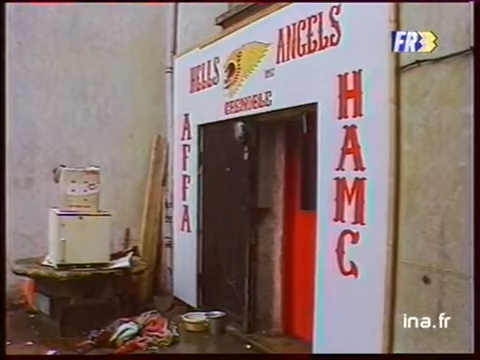 HELLS ANGELS
MC
GRENOBLE
AFFA
HAMC
FR3
ina.fr